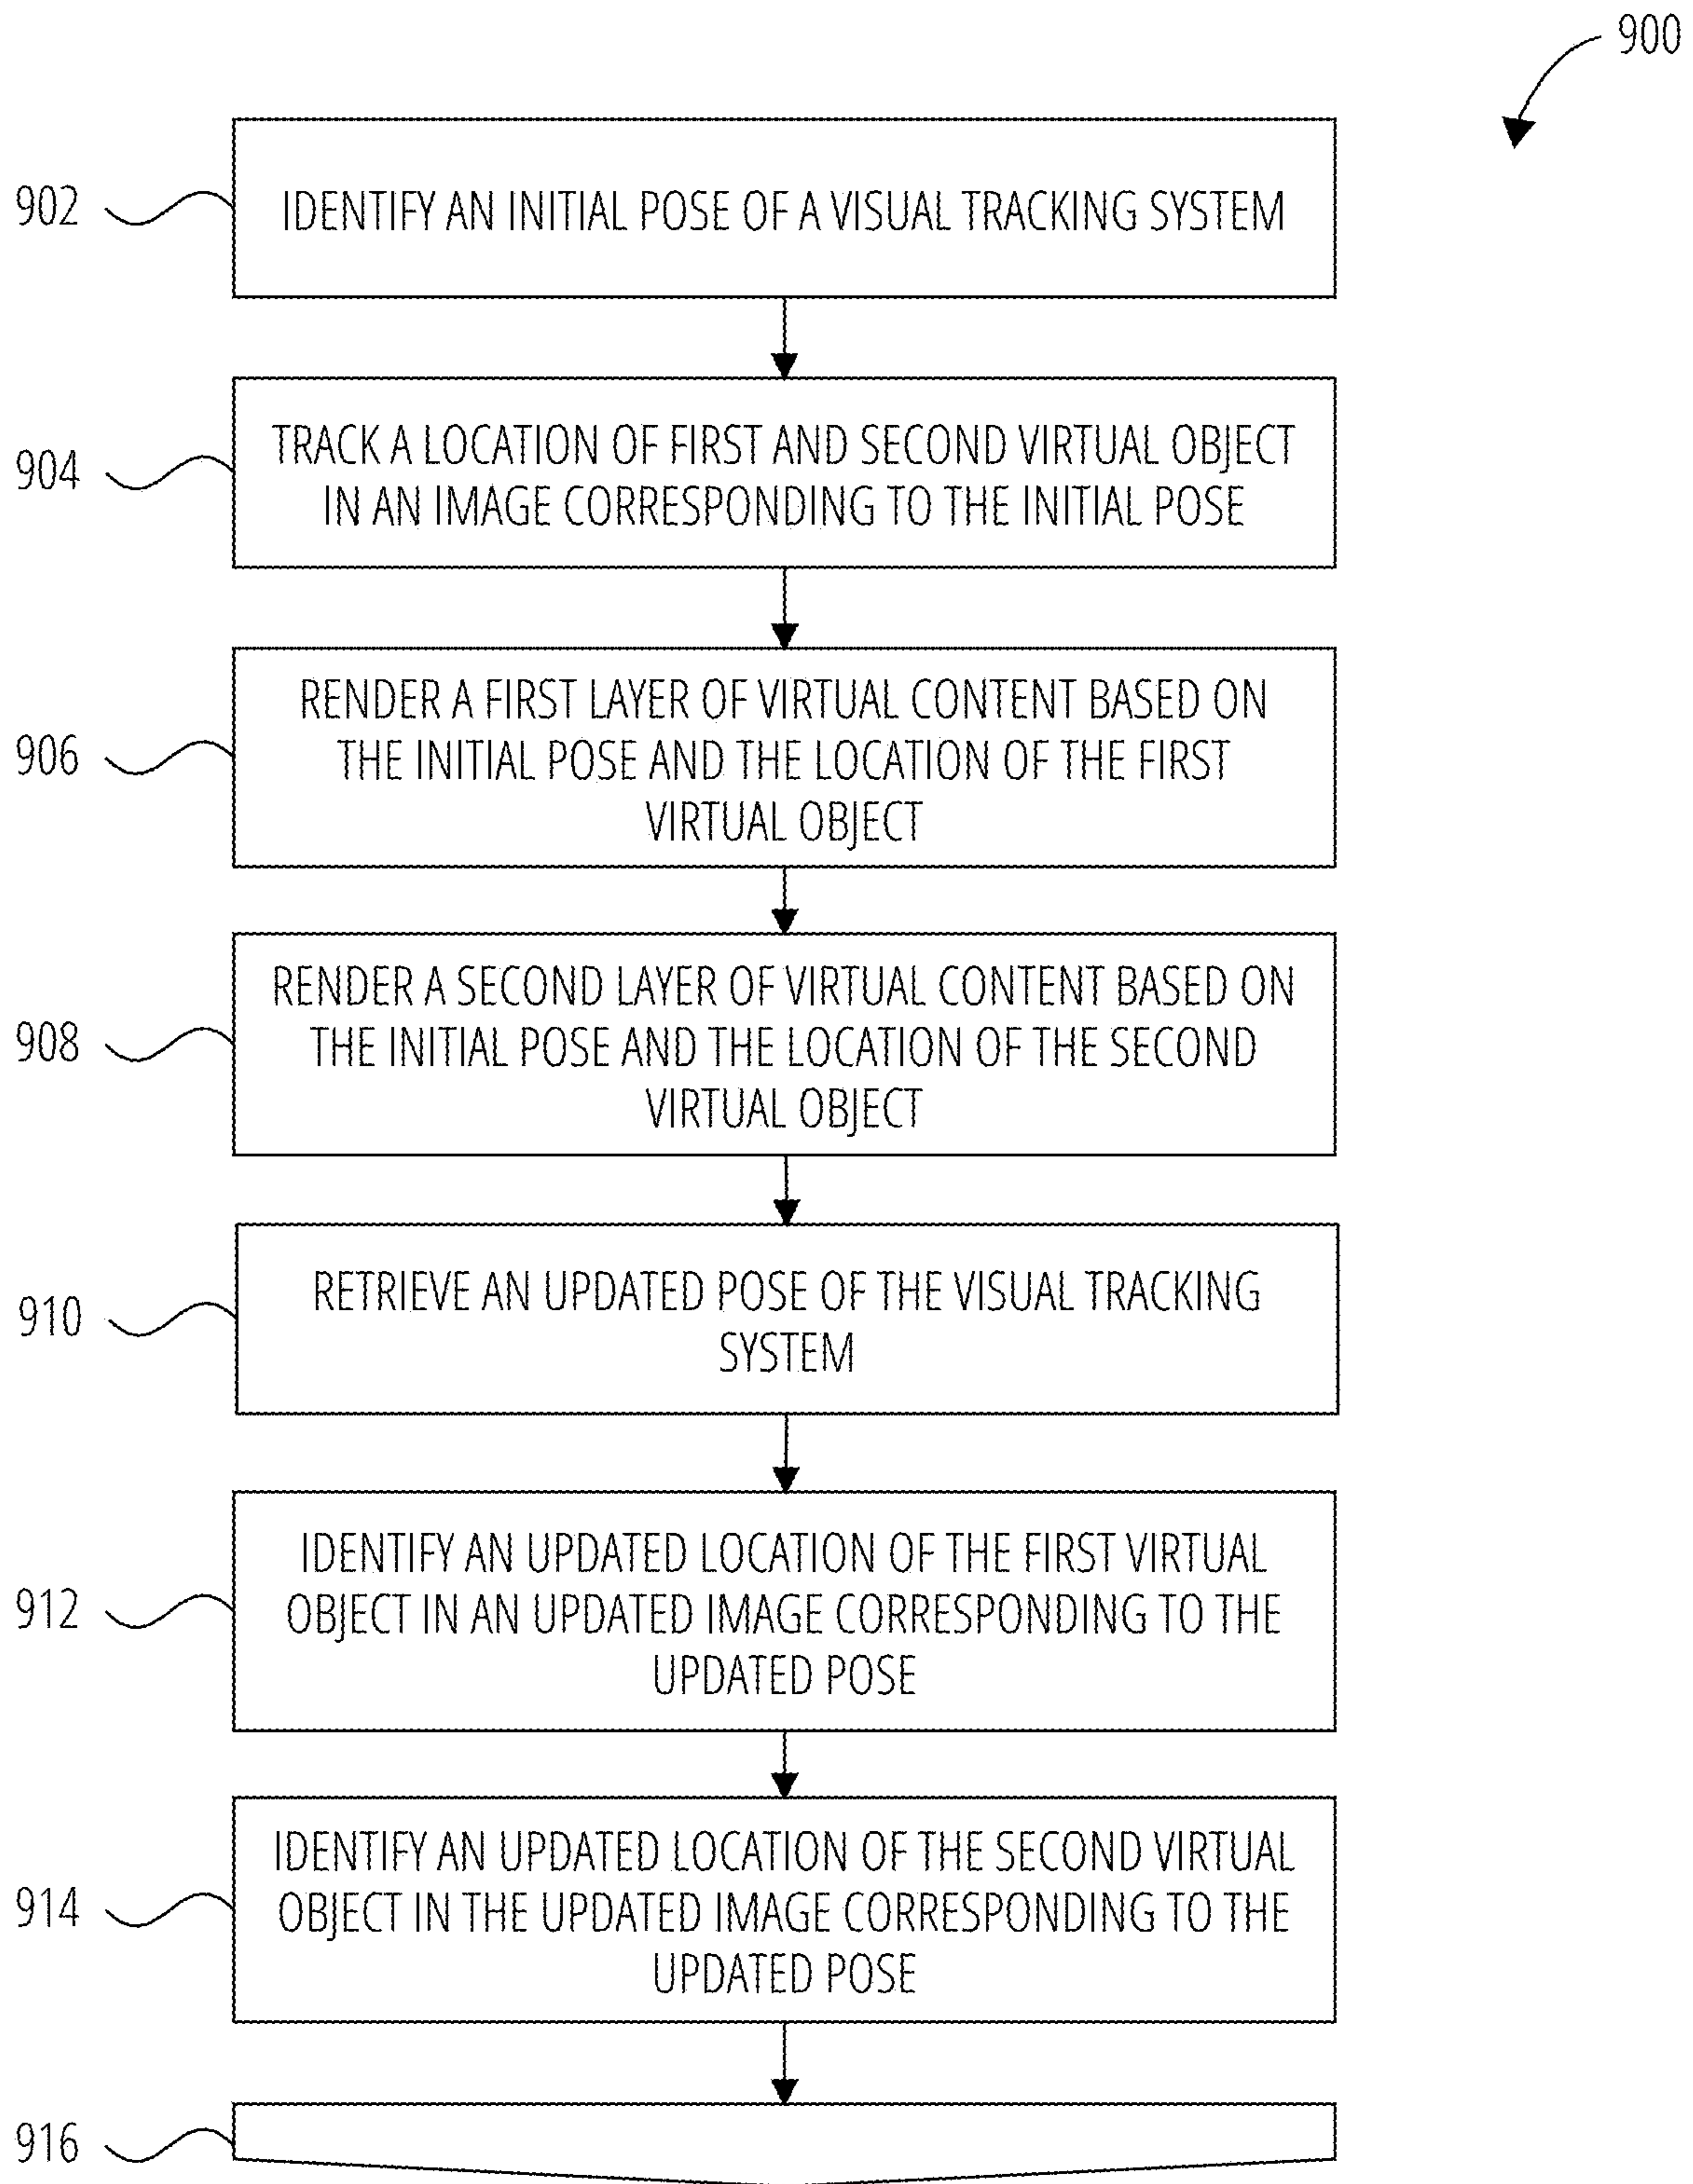 900
902
IDENTIFY AN INITIAL POSE OF A VISUAL TRACKING SYSTEM
904
TRACK A LOCATION OF FIRST AND SECOND VIRTUAL OBJECT
IN AN IMAGE CORRESPONDING TO THE INITIAL POSE
906
RENDER A FIRST LAYER OF VIRTUAL CONTENT BASED ON
THE INITIAL POSE AND THE LOCATION OF THE FIRST
VIRTUAL OBJECT
908
RENDER A SECOND LAYER OF VIRTUAL CONTENT BASED ON
THE INITIAL POSE AND THE LOCATION OF THE SECOND
VIRTUAL OBJECT
910
RETRIEVE AN UPDATED POSE OF THE VISUAL TRACKING
SYSTEM
912
IDENTIFY AN UPDATED LOCATION OF THE FIRST VIRTUAL
OBJECT IN AN UPDATED IMAGE CORRESPONDING TO THE
UPDATED POSE
914
IDENTIFY AN UPDATED LOCATION OF THE SECOND VIRTUAL
OBJECT IN THE UPDATED IMAGE CORRESPONDING TO THE
UPDATED POSE
916